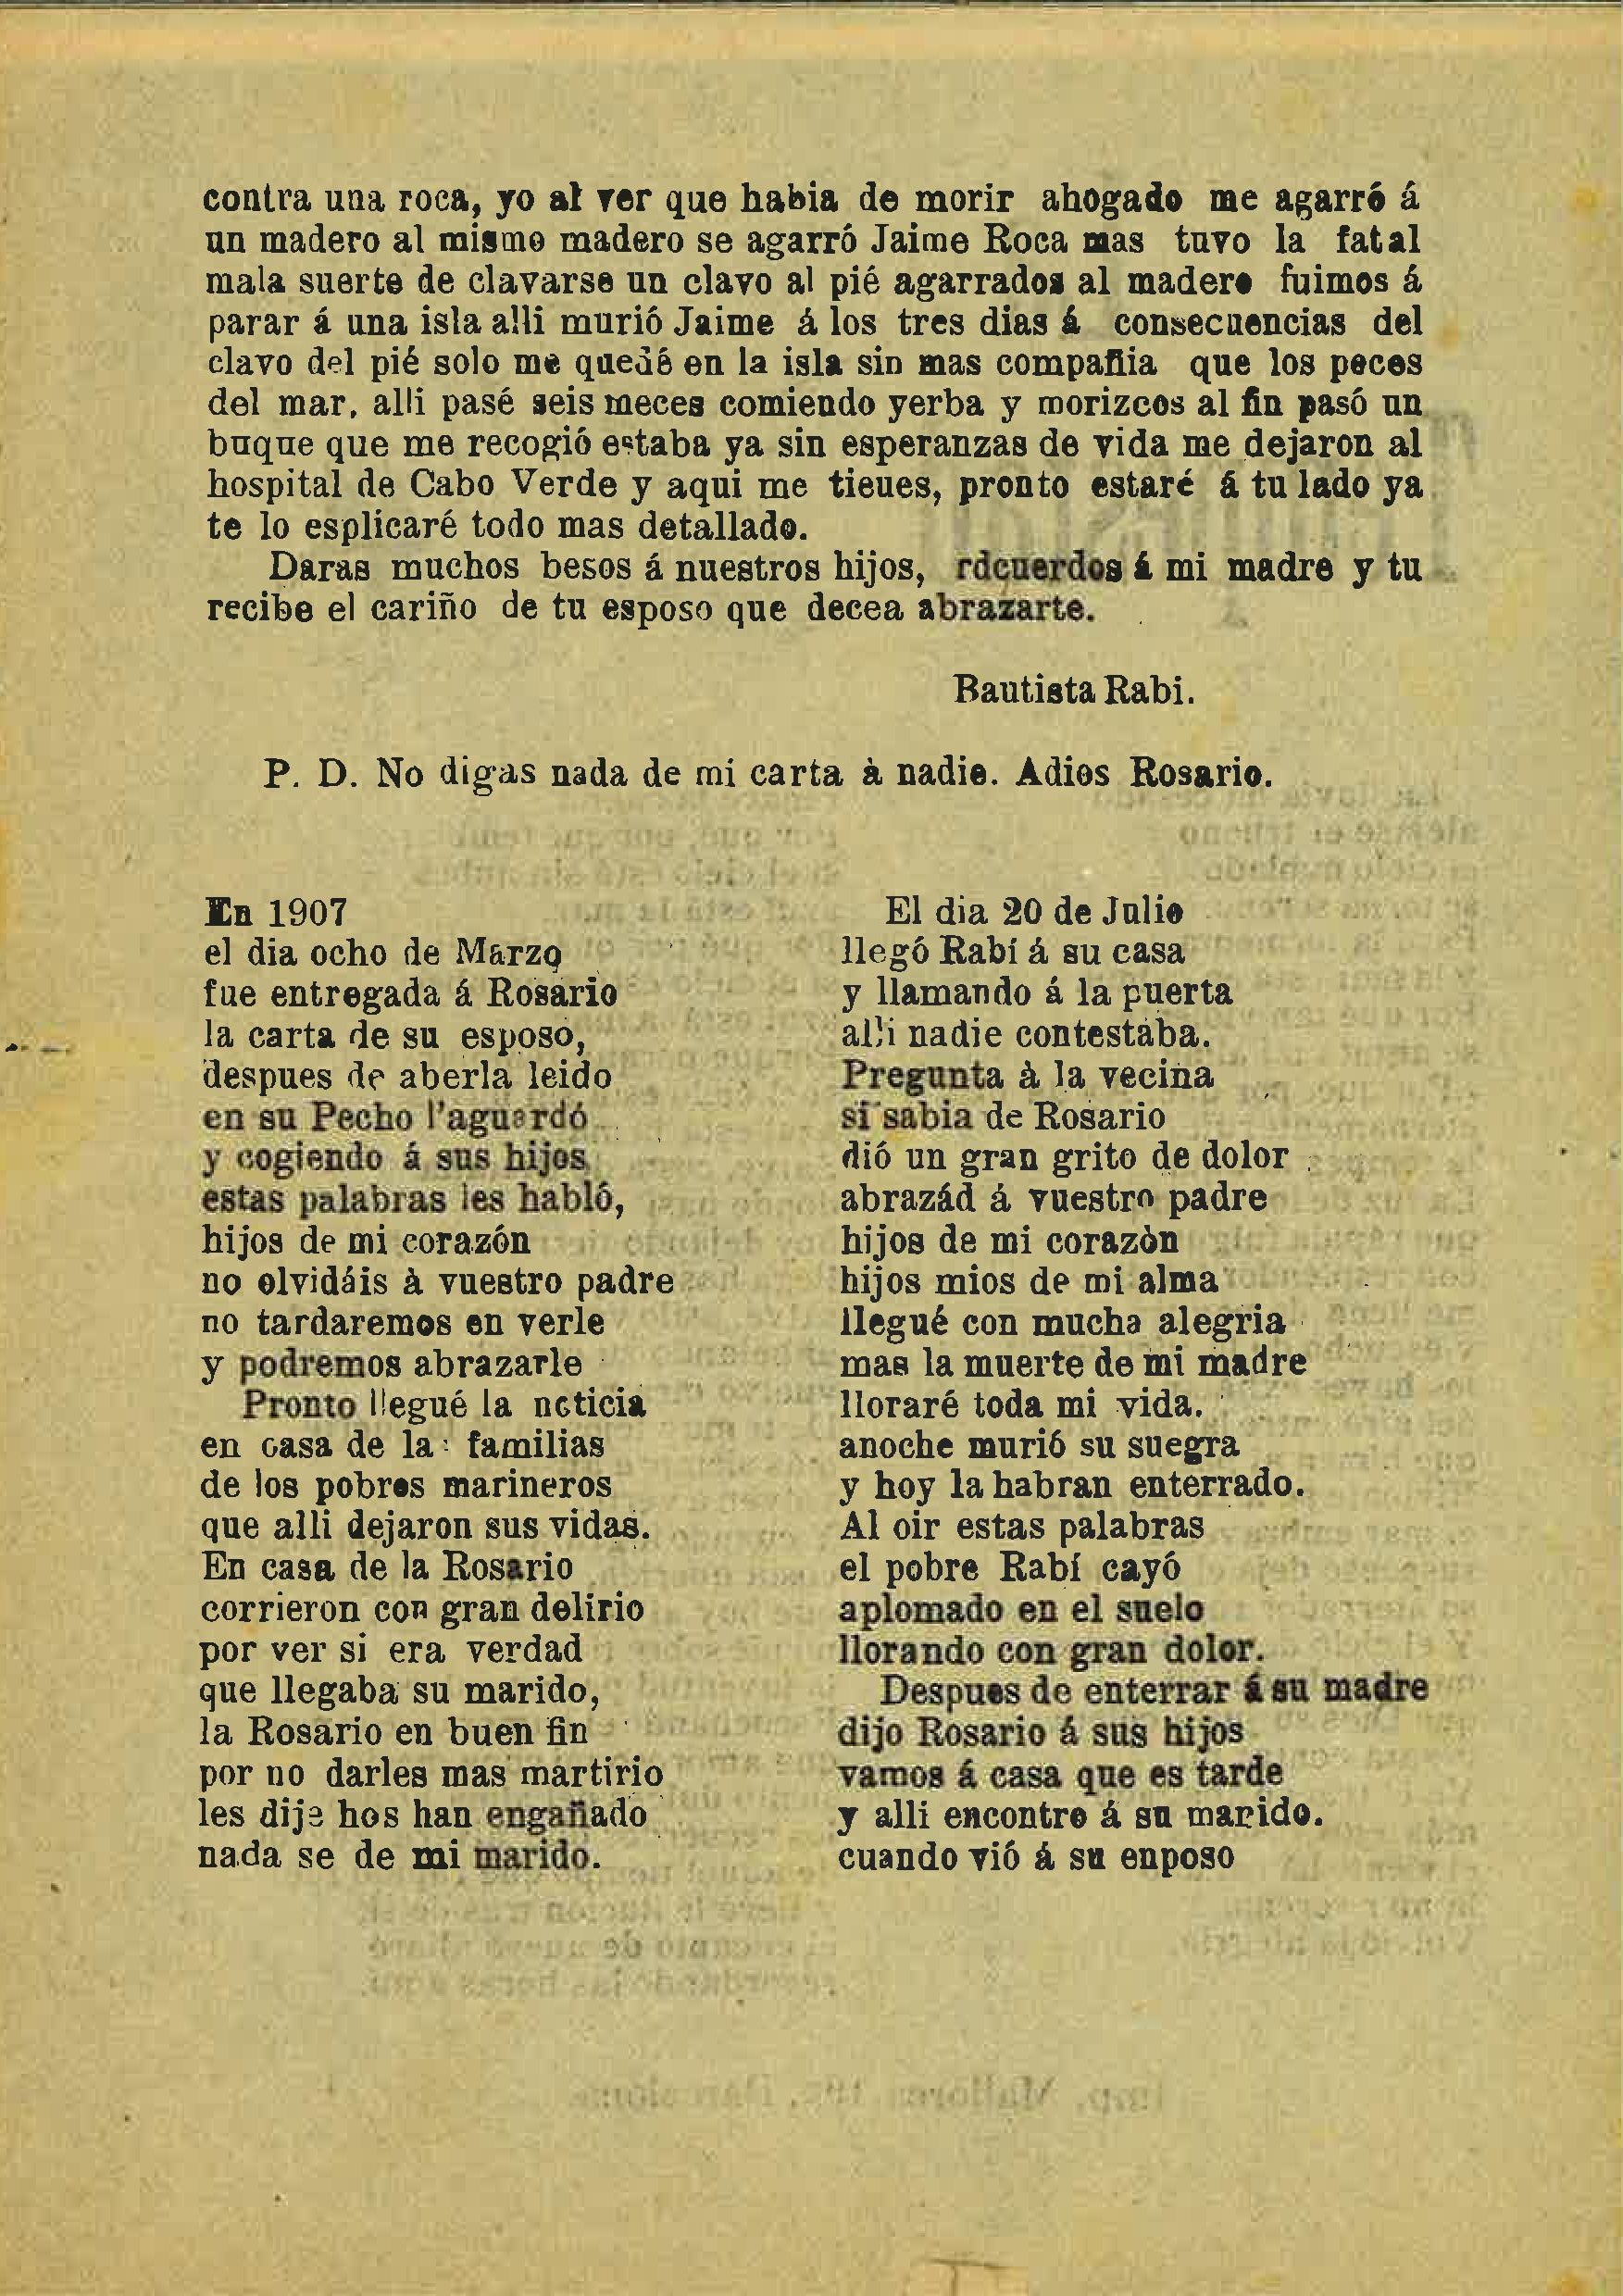 contra una roca, yo al ver que habia de morir ahogado me agarró á
un madero al mismo madero se agarró Jaime Roca mas tuvo la fatal
mala suerte de clavarse un clavo al pié agarrados al madero fuimos á
parar á una isla alli murió Jaime á los tres dias á consecuencias del
clavo del pié solo me quedé en la isla sin mas compañia que los peces
del mar, alli pasé seis meces comiendo yerba y morizcos al fin pasó un
buque que me recogió estaba ya sin esperanzas de vida me dejaron al
hospital de Cabo Verde y aqui me tieues, pronto estaré á tu lado ya
te lo esplicaré todo mas detallado.
Daras muchos besos á nuestros hijos, rdcuerdos á mi madre y tu
recibe el cariño de tu esposo que decea abrazarte.
Bautista Rabi.
P. D. No digas nada de mi carta à nadie. Adios Rosario.
En 1907
el dia ocho de Marzo
fue entregada á Rosario
la carta de su esposo,
despues de aberla leido
en su Pecho l'aguardó
y cogiendo á sus hijos
estas palabras les habló,
hijos de mi corazón
no olvidáis à vuestro padre
no tardaremos en verle
y podremos abrazarle
Pronto llegué la noticia
en casa de la: familias
de los pobres marineros
que alli dejaron sus vidas.
En casa de la Rosario
corrieron con gran delirio
por ver si era verdad
que llegaba su marido,
la Rosario en buen fin
por no darles mas martirio
les dije hos han engañado
nada se de mi marido.
El dia 20 de Julio
llegó Rabí á su casa
y llamando á la puerta
alli nadie contestaba.
Pregunta à la vecina
si sabia de Rosario
dió un gran grito de dolor
abrazád á vuestro padre
hijos de mi corazòn
hijos mios de mi alma
llegué con mucha alegria
mas la muerte de mi madre
lloraré toda mi vida.
anoche murió su suegra
y hoy la habran enterrado.
Al oir estas palabras
el pobre Rabí cayó
aplomado en el suelo
llorando con gran dolor.
Despues de enterrar á su madre
dijo Rosario á sus hijos
vamos á casa que es tarde
y alli encontro á su marido.
cuando vió á su enposo